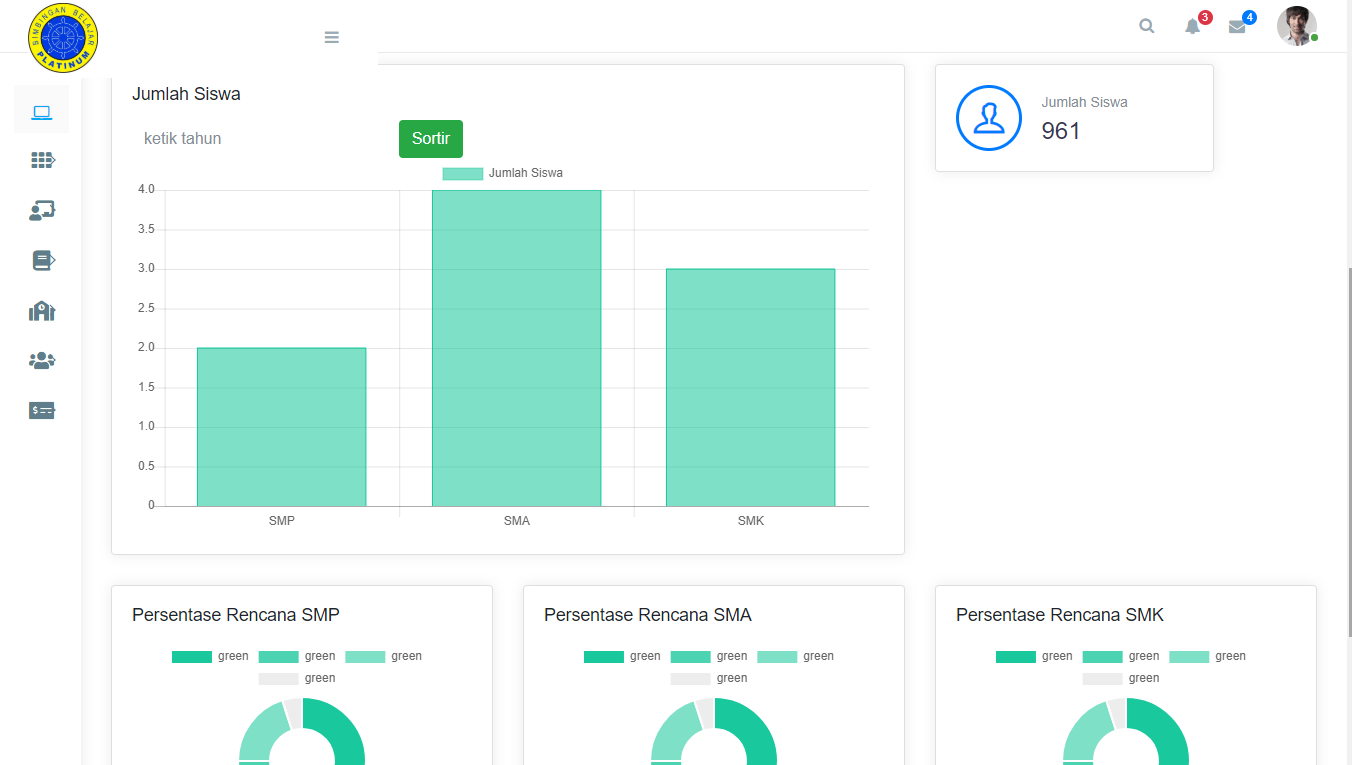 BIMBINGAN BELAJAR
PLATINUM
3
4
Jumlah Siswa
ketik tahun
Sortir
Jumlah Siswa
4.0
3.5
3.0
2.5
2.0
1.5
1.0
0.5
0
SMP
SMA
SMK
Jumlah Siswa
961
Persentase Rencana SMP
green
green
green
green
Persentase Rencana SMA
green
green
green
green
Persentase Rencana SMK
green
green
green
green